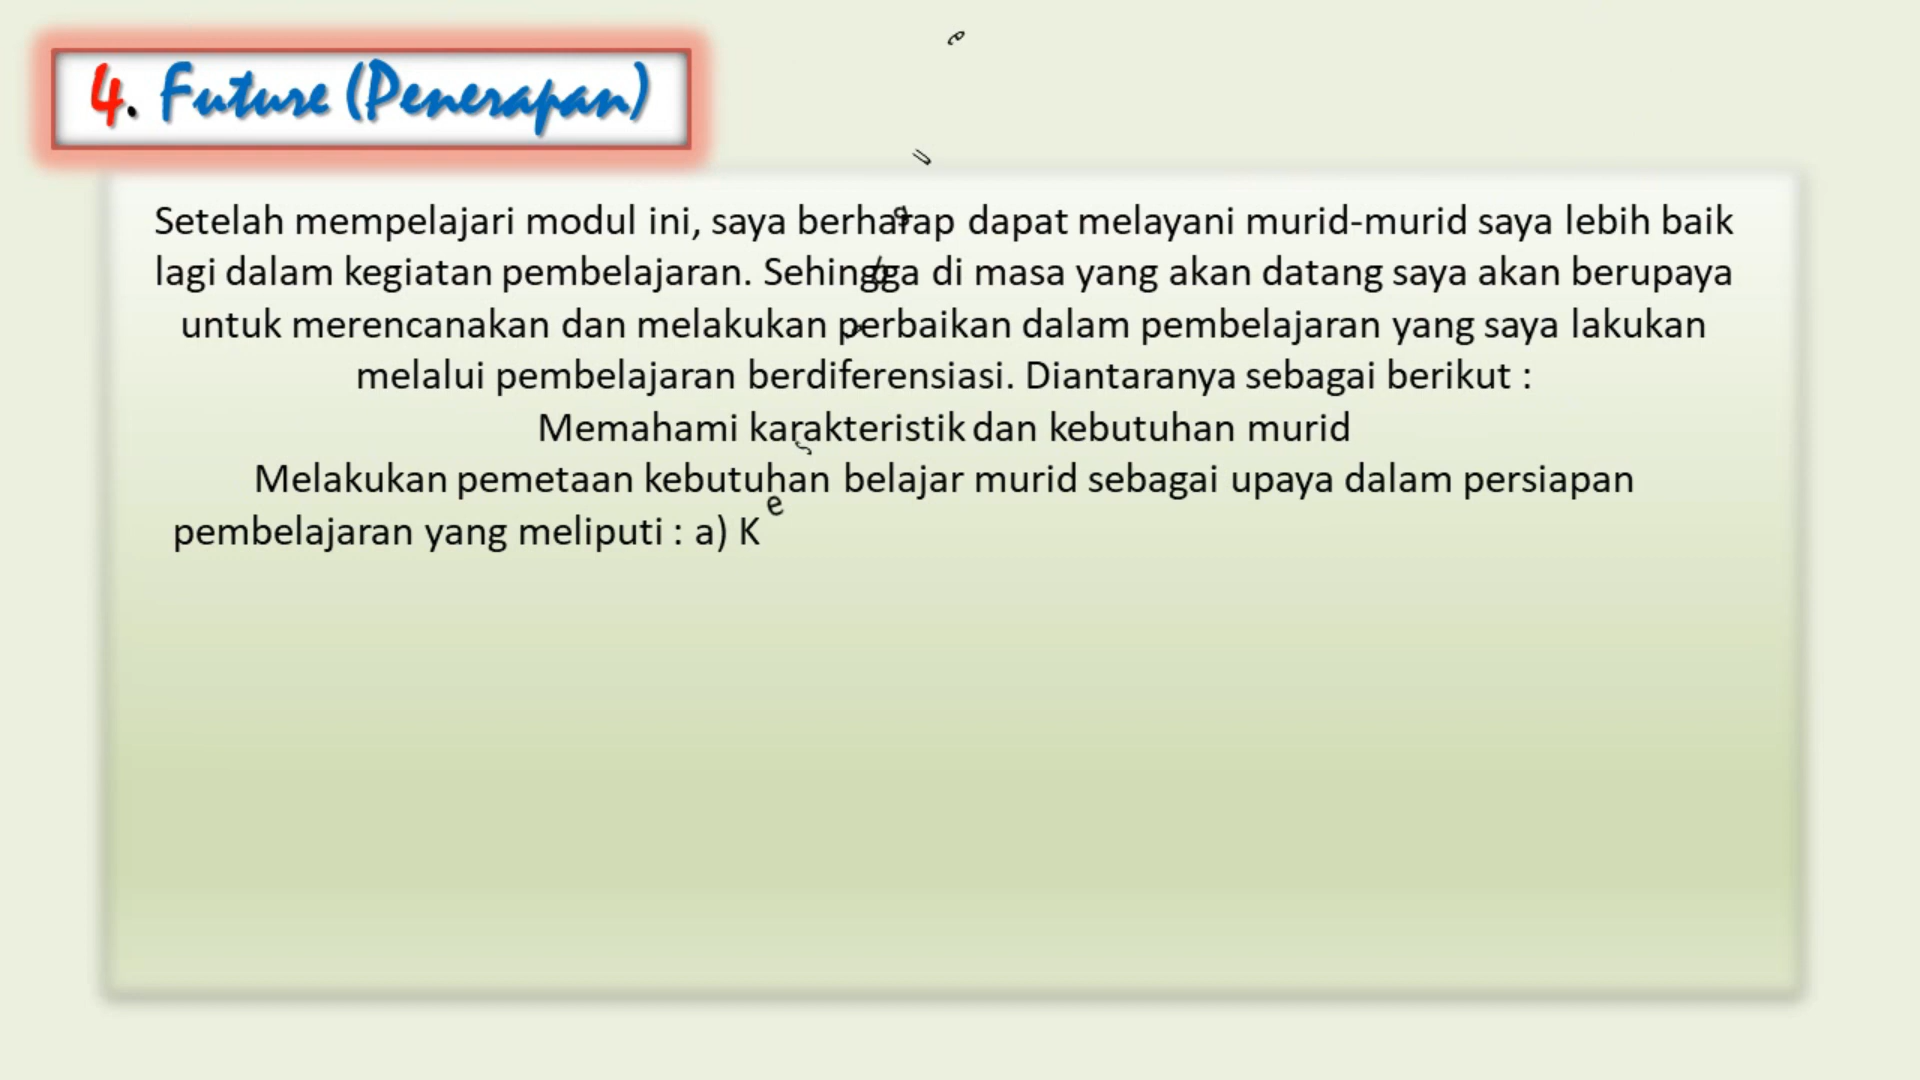 4. Future (Penerapan)
Setelah mempelajari modul ini, saya berharap dapat melayani murid-murid saya lebih baik
lagi dalam kegiatan pembelajaran. Sehingga di masa yang akan datang saya akan berupaya
untuk merencanakan dan melakukan perbaikan dalam pembelajaran yang saya lakukan
melalui pembelajaran berdiferensiasi. Diantaranya sebagai berikut :
Memahami karakteristik dan kebutuhan murid
Melakukan pemetaan kebutuhan belajar murid sebagai upaya dalam persiapan
pembelajaran yang meliputi : a) Ke